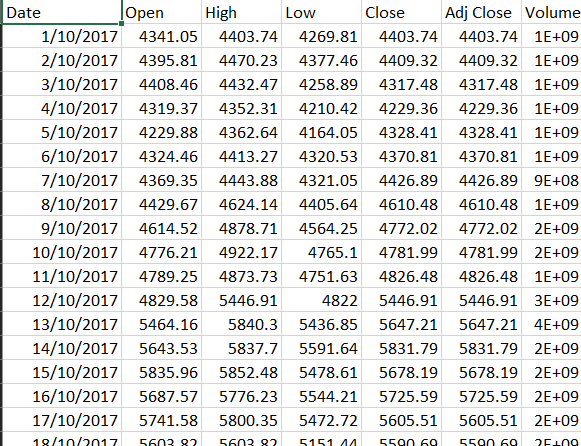 Date Open High Low Close Adj Close Volume
1/10/2017 4341.05 4403.74 4269.81 4403.74 4403.74 1E+09
2/10/2017 4395.81 4470.23 4377.46 4409.32 4409.32 1E+09
3/10/2017 4408.46 4432.47 4258.89 4317.48 4317.48 1E+09
4/10/2017 4319.37 4352.31 4210.42 4229.36 4229.36 1E+09
5/10/2017 4229.88 4362.64 4164.05 4328.41 4328.41 1E+09
6/10/2017 4324.46 4413.27 4320.53 4370.81 4370.81 1E+09
7/10/2017 4369.35 4443.88 4321.05 4426.89 4426.89 9E+08
8/10/2017 4429.67 4624.14 4405.64 4610.48 4610.48 1E+09
9/10/2017 4614.52 4878.71 4564.25 4772.02 4772.02 2E+09
10/10/2017 4776.21 4922.17 4765.1 4781.99 4781.99 2E+09
11/10/2017 4789.25 4873.73 4751.63 4826.48 4826.48 1E+09
12/10/2017 4829.58 5446.91 4822 5446.91 5446.91 3E+09
13/10/2017 5464.16 5840.3 5436.85 5647.21 5647.21 4E+09
14/10/2017 5643.53 5837.7 5591.64 5831.79 5831.79 2E+09
15/10/2017 5835.96 5852.48 5478.61 5678.19 5678.19 2E+09
16/10/2017 5687.57 5776.23 5544.21 5725.59 5725.59 2E+09
17/10/2017 5741.58 5800.35 5472.72 5605.51 5605.51 2E+09
18/10/2017 5603.82 5603.82 5151.44 5590.69 5590.69 2E+09